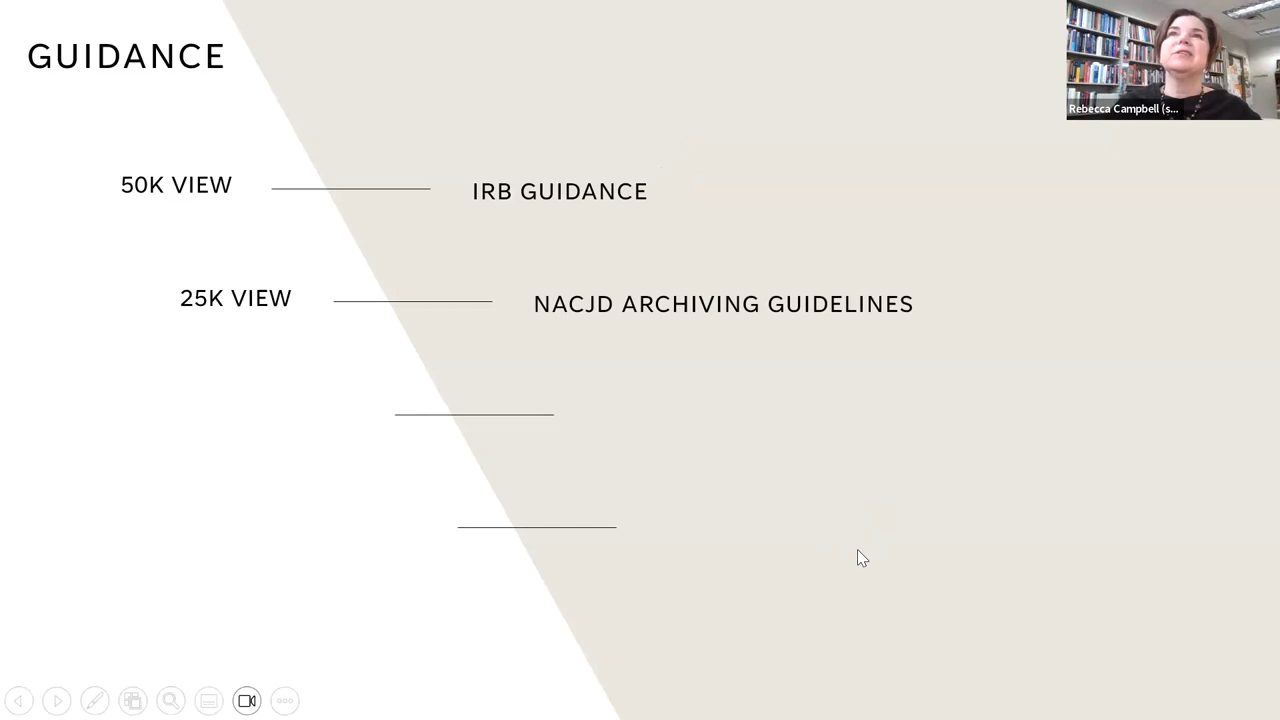 GUIDANCE
Rebecca Campbell (s...
50K VIEW
IRB GUIDANCE
25K VIEW
NACJD ARCHIVING GUIDELINES